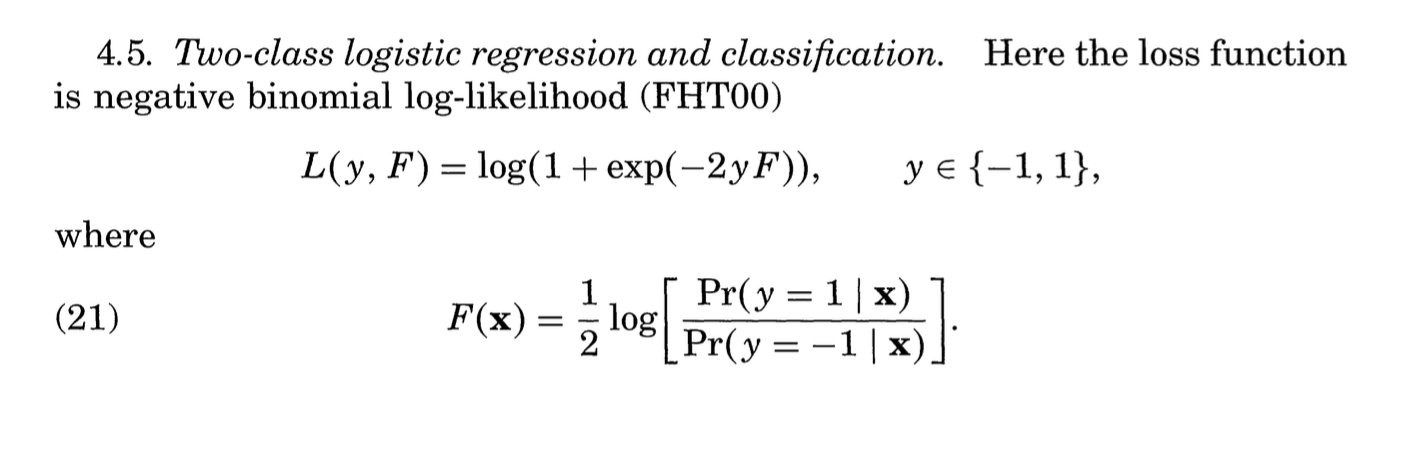 4.5. Two-class logistic regression and classification. Here the loss function
is negative binomial log-likelihood (FHT00)
L(y, F) = log(1 + exp(−2yF)), y ∈ {−1, 1},
where
(21) F(x) = 1/2 log[Pr(y = 1 | x) / Pr(y = −1 | x)].